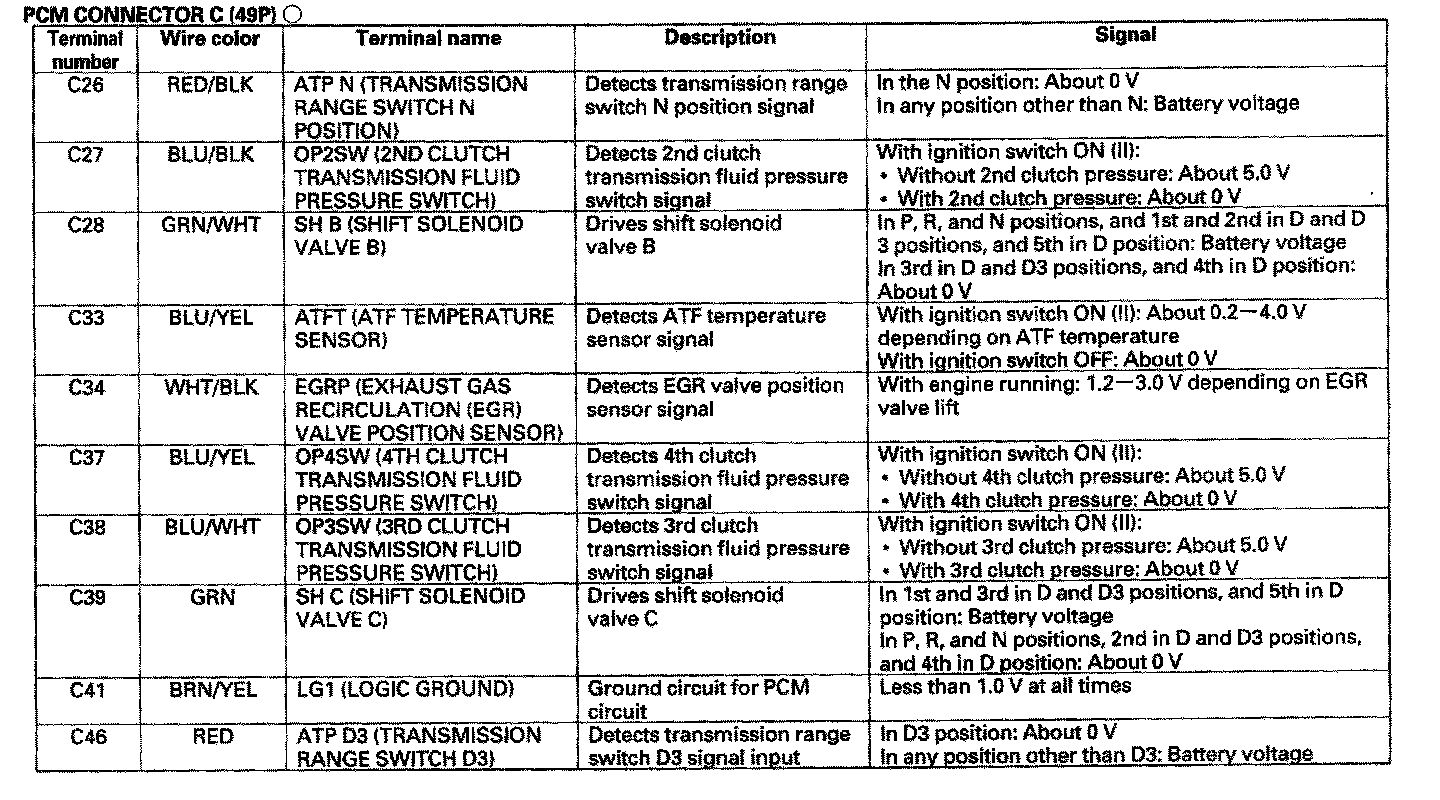 PCM CONNECTOR C (49P) ○
Terminal number | Wire color | Terminal name | Description | Signal
C26 | RED/BLK | ATP N (TRANSMISSION RANGE SWITCH N POSITION) | Detects transmission range switch N position signal | In the N position: About 0 V
In any position other than N: Battery voltage
C27 | BLU/BLK | OP2SW (2ND CLUTCH TRANSMISSION FLUID PRESSURE SWITCH) | Detects 2nd clutch transmission fluid pressure switch signal | With ignition switch ON (II):
• Without 2nd clutch pressure: About 5.0 V
• With 2nd clutch pressure: About 0 V
C28 | GRN/WHT | SH B (SHIFT SOLENOID VALVE B) | Drives shift solenoid valve B | In P, R, and N positions, and 1st and 2nd in D and D
3 positions, and 5th in D position: Battery voltage
In 3rd in D and D3 positions, and 4th in D position:
About 0 V
C33 | BLU/YEL | ATFT (ATF TEMPERATURE SENSOR) | Detects ATF temperature sensor signal | With ignition switch ON (II): About 0.2—4.0 V
depending on ATF temperature
With ignition switch OFF: About 0 V
C34 | WHT/BLK | EGRP (EXHAUST GAS RECIRCULATION (EGR) VALVE POSITION SENSOR) | Detects EGR valve position sensor signal | With engine running: 1.2—3.0 V depending on EGR
valve lift
C37 | BLU/YEL | OP4SW (4TH CLUTCH TRANSMISSION FLUID PRESSURE SWITCH) | Detects 4th clutch transmission fluid pressure switch signal | With ignition switch ON (II):
• Without 4th clutch pressure: About 5.0 V
• With 4th clutch pressure: About 0 V
C38 | BLU/WHT | OP3SW (3RD CLUTCH TRANSMISSION FLUID PRESSURE SWITCH) | Detects 3rd clutch transmission fluid pressure switch signal | With ignition switch ON (II):
• Without 3rd clutch pressure: About 5.0 V
• With 3rd clutch pressure: About 0 V
C39 | GRN | SH C (SHIFT SOLENOID VALVE C) | Drives shift solenoid valve C | In 1st and 3rd in D and D3 positions, and 5th in D
position: Battery voltage
In P, R, and N positions, 2nd in D and D3 positions,
and 4th in D position: About 0 V
C41 | BRN/YEL | LG1 (LOGIC GROUND) | Ground circuit for PCM circuit | Less than 1.0 V at all times
C46 | RED | ATP D3 (TRANSMISSION RANGE SWITCH D3) | Detects transmission range switch D3 signal input | In D3 position: About 0 V
In any position other than D3: Battery voltage